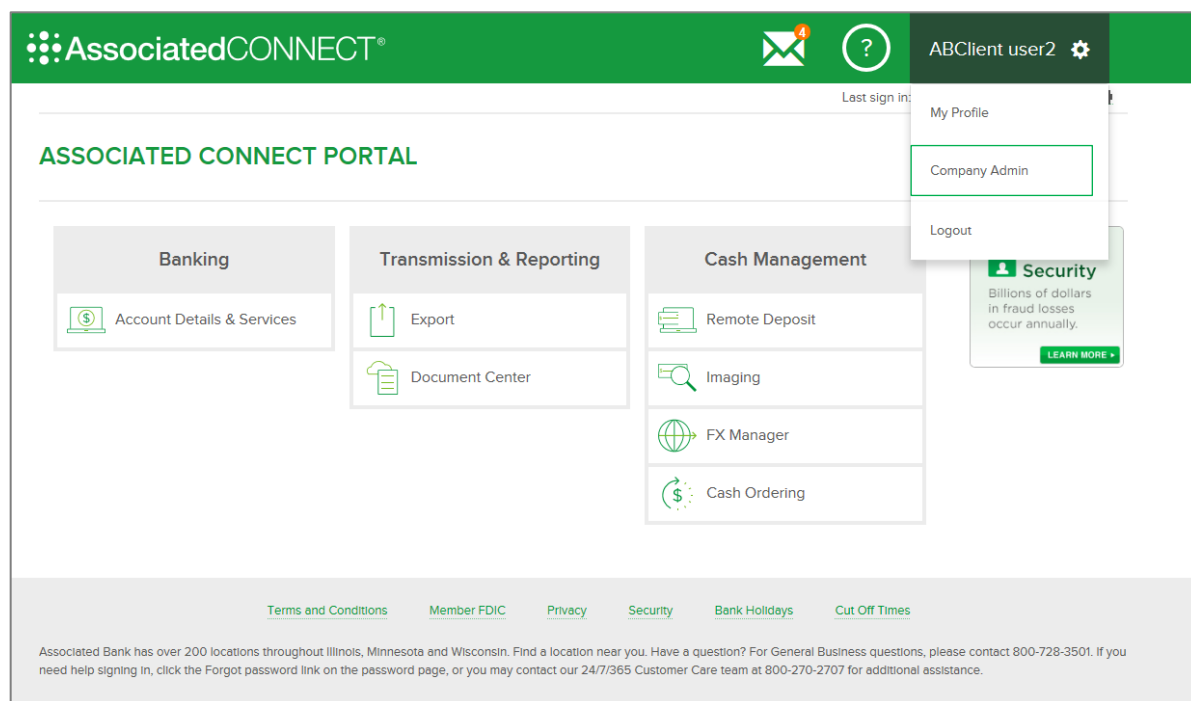 AssociatedCONNECT®
4
?
ABClient user2
Last sign in:
My Profile
Company Admin
Logout
ASSOCIATED CONNECT PORTAL
Banking
Account Details & Services
$
Transmission & Reporting
Export
Document Center
Cash Management
Remote Deposit
Imaging
FX Manager
$
Cash Ordering
Security
Billions of dollars
in fraud losses
occur annually.
LEARN MORE
Terms and Conditions Member FDIC Privacy Security Bank Holidays Cut Off Times
Associated Bank has over 200 locations throughout Illinois, Minnesota and Wisconsin. Find a location near you. Have a question? For General Business questions, please contact 800-728-3501. If you
need help signing in, click the Forgot password link on the password page, or you may contact our 24/7/365 Customer Care team at 800-270-2707 for additional assistance.